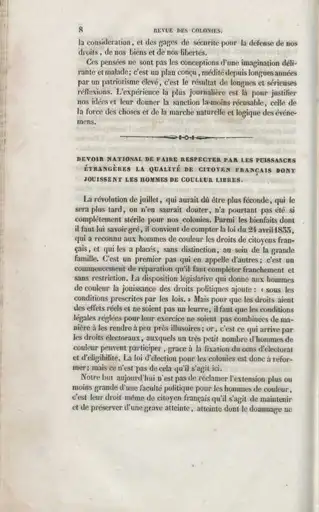 8 REVUE DES COLONIES.
la considération, et des gages de sécurité pour la défense de nos
droits, de nos biens et de nos libertés.
Ces pensées ne sont pas les conceptions d'une imagination déli-
rante et malade; c'est un plan conçu, médité depuis longues années
par un patriotisme élevé, c'est le résultat de longues et sérieuses
réflexions. L'expérience la plus journalière est là pour justifier
nos idées et leur donner la sanction la moins récusable, celle de
la force des choses et de la marche naturelle et logique des événe-
mens.
DEVOIR NATIONAL DE FAIRE RESPECTER PAR LES PUISSANCES
ÉTRANGÈRES LA QUALITÉ DE CITOYEN FRANÇAIS DONT
JOUISSENT LES HOMMES DE COULEUR LIBRES.
La révolution de juillet, qui aurait dû être plus féconde, qui le
sera plus tard, on n'en saurait douter, n'a pourtant pas été si
complètement stérile pour nos colonies. Parmi les bienfaits dont
il faut lui savoir gré, il convient de compter la loi du 24 avril 1833,
qui a reconnu aux hommes de couleur les droits de citoyens fran-
çais, et qui les a placés, sans distinction, au sein de la grande
famille. C'est un premier pas qui en appelle d'autres; c'est un
commencement de réparation qu'il faut compléter franchement et
sans restriction. La disposition législative qui donne aux hommes
de couleur la jouissance des droits politiques ajoute: « sous les
conditions prescrites par les lois. » Mais pour que les droits aient
des effets réels et ne soient pas un leurre, il faut que les conditions
légales réglées pour leur exercice ne soient pas combinées de ma-
nière à les rendre à peu près illusoires; or, c'est ce qui arrive par
les droits électoraux, auxquels un très petit nombre d'hommes de
couleur peuvent participer, grâce à la fixation du cens d'électorat
et d'éligibilité. La loi d'élection pour les colonies est donc à réfor-
mer; mais ce n'est pas de cela qu'il s'agit ici.
Notre but aujourd'hui n'est pas de réclamer l'extension plus ou
moins grande d'une faculté politique pour les hommes de couleur,
c'est leur droit même de citoyen français qu'il s'agit de maintenir
et de préserver d'une grave atteinte, atteinte dont le dommage ne